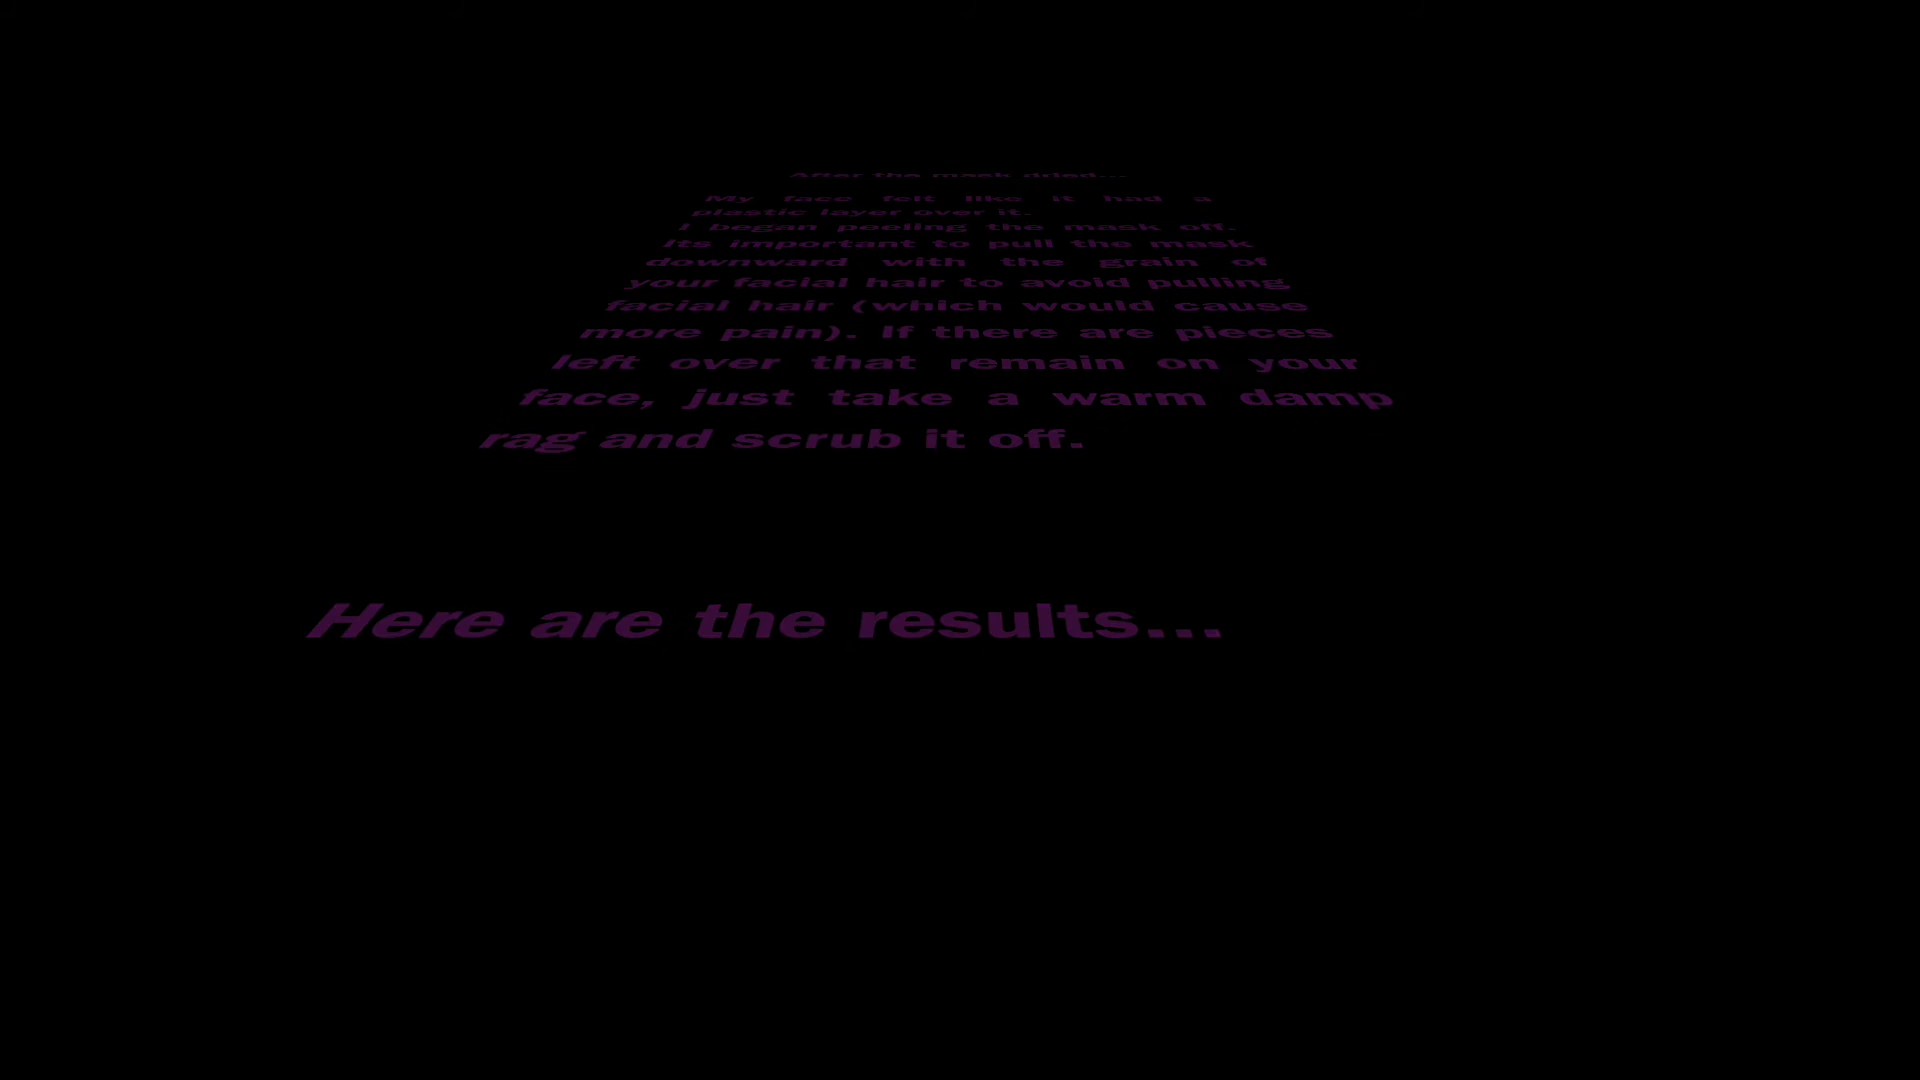 After the mask dried...
My face felt like it had a
plastic layer over it.
I began peeling the mask off.
Its important to pull the mask
downward with the grain of
your facial hair to avoid pulling
facial hair (which would cause
more pain). If there are pieces
left over that remain on your
face, just take a warm damp
rag and scrub it off.
Here are the results...